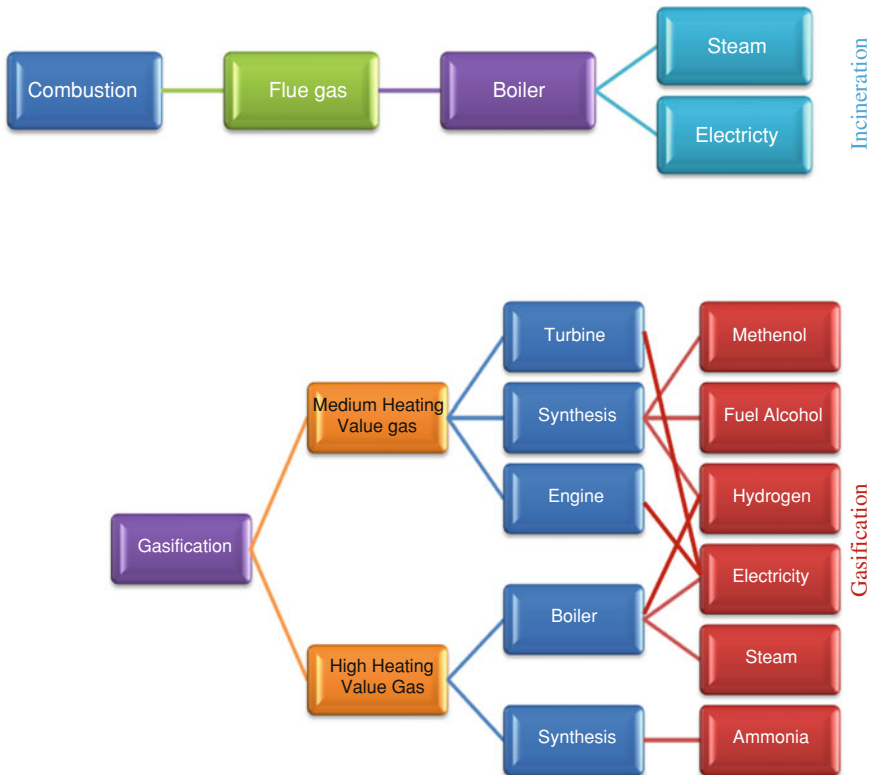 Combustion
Flue gas
Boiler
Steam
Electricty
Incineration
Gasification
Medium Heating
Value gas
High Heating
Value Gas
Turbine
Synthesis
Engine
Boiler
Synthesis
Methenol
Fuel Alcohol
Hydrogen
Electricity
Steam
Ammonia
Gasification